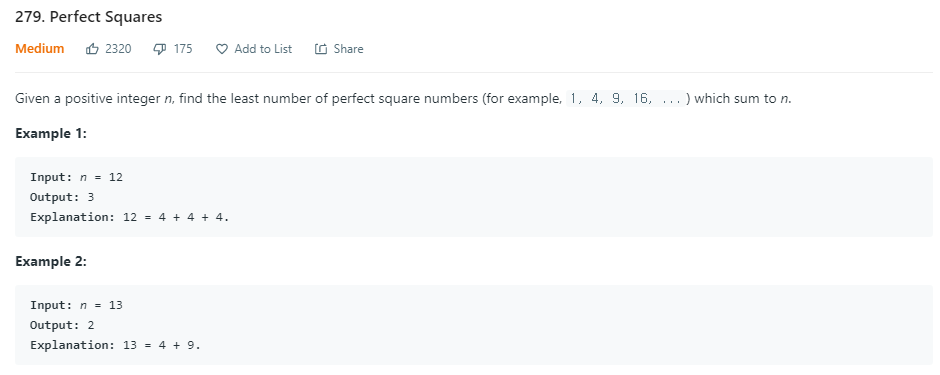 279. Perfect Squares
Medium 2320 175 Add to List Share
Given a positive integer n, find the least number of perfect square numbers (for example, 1, 4, 9, 16, ... ) which sum to n.
Example 1:
Input: n = 12
Output: 3
Explanation: 12 = 4 + 4 + 4.
Example 2:
Input: n = 13
Output: 2
Explanation: 13 = 4 + 9.